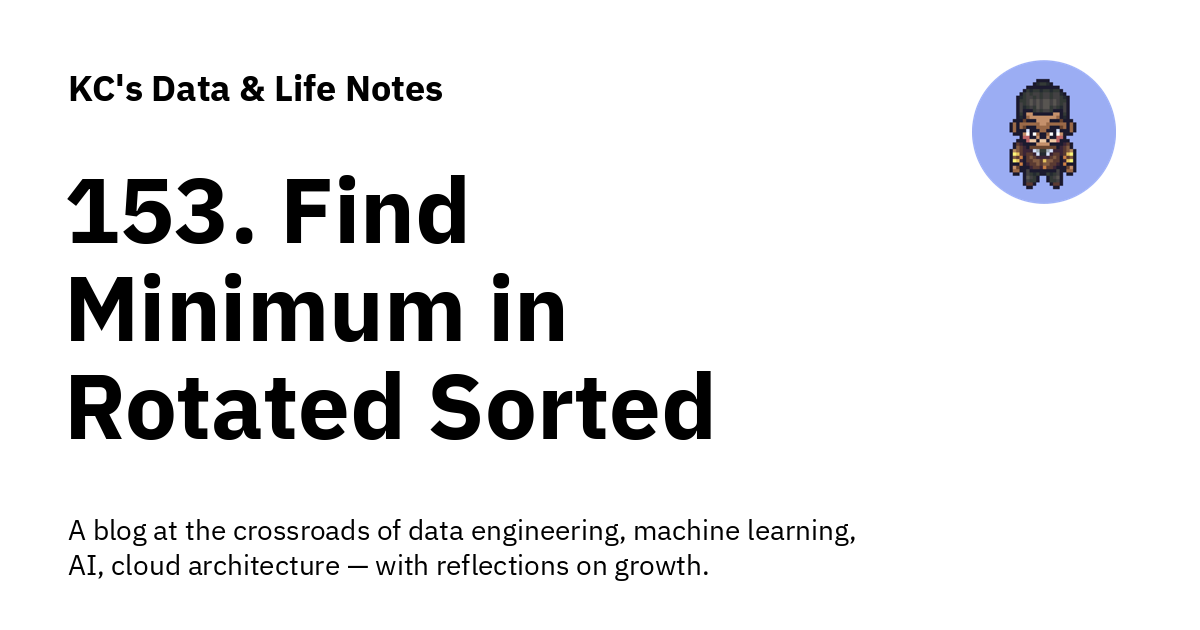 KC's Data & Life Notes
153. Find
Minimum in
Rotated Sorted
A blog at the crossroads of data engineering, machine learning,
AI, cloud architecture — with reflections on growth.